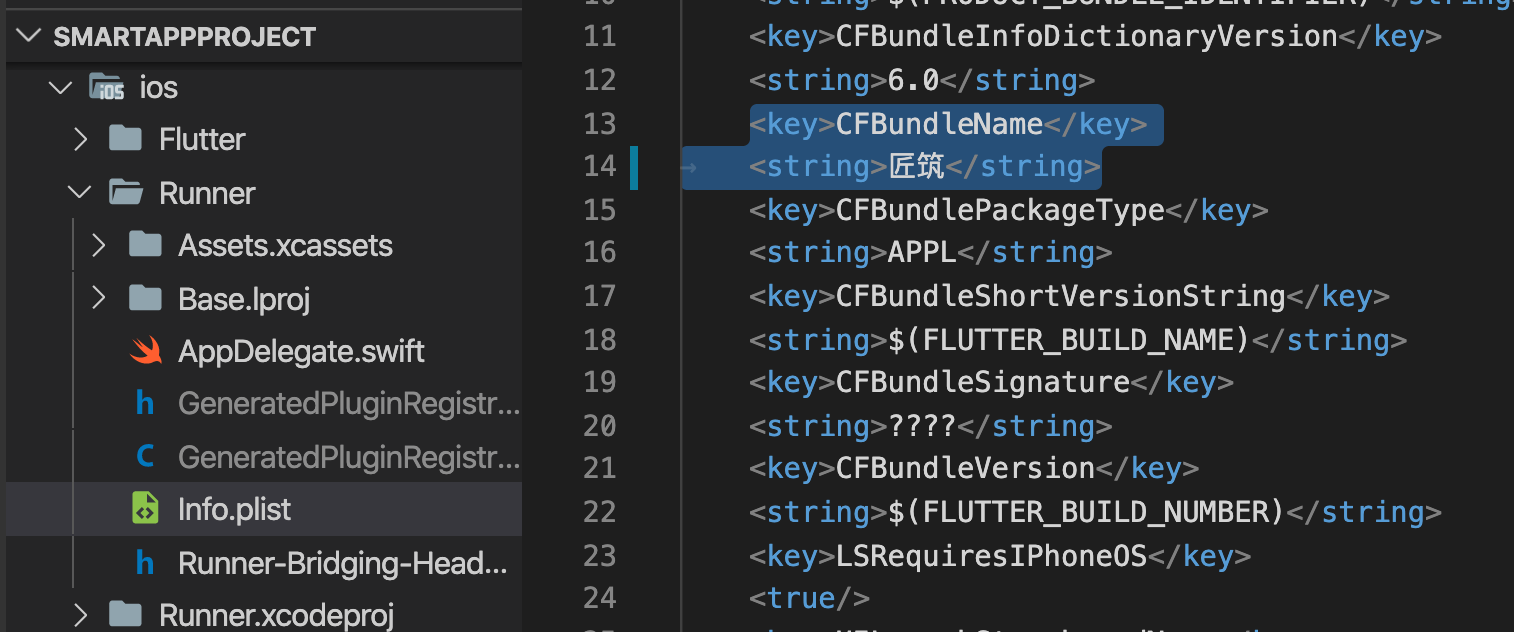 SMARTAPPPROJECT
ios
Flutter
Runner
Assets.xcassets
Base.lproj
AppDelegate.swift
GeneratedPluginRegistr...
GeneratedPluginRegistr...
Info.plist
Runner-Bridging-Head...
Runner.xcodeproj
10 <string>$(PRODUCT_BUNDLE_IDENTIFIER)</string>
11 <key>CFBundleInfoDictionaryVersion</key>
12 <string>6.0</string>
13 <key>CFBundleName</key>
14 <string>匠筑</string>
15 <key>CFBundlePackageType</key>
16 <string>APPL</string>
17 <key>CFBundleShortVersionString</key>
18 <string>$(FLUTTER_BUILD_NAME)</string>
19 <key>CFBundleSignature</key>
20 <string>????</string>
21 <key>CFBundleVersion</key>
22 <string>$(FLUTTER_BUILD_NUMBER)</string>
23 <key>LSRequiresIPhoneOS</key>
24 <true/>